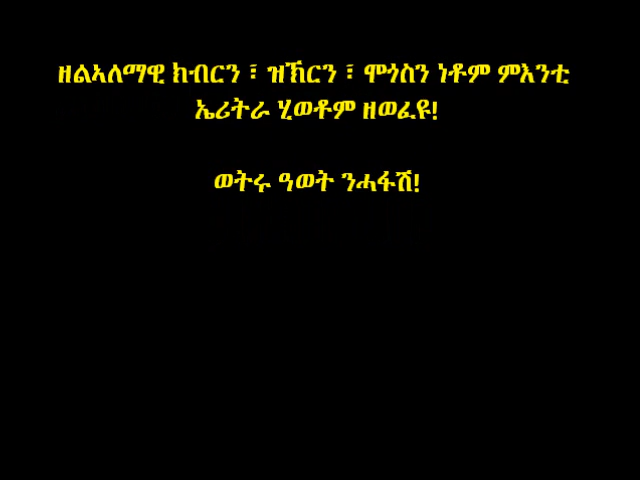 ዘልኣለማዊ ክብርን ፣ ዝኽርን ፣ ሞጎስን ነቶም ምእንቲ
ኤሪትራ ሂወቶም ዘወፈዩ!
ወትሩ ዓወት ንሓፋሽ!